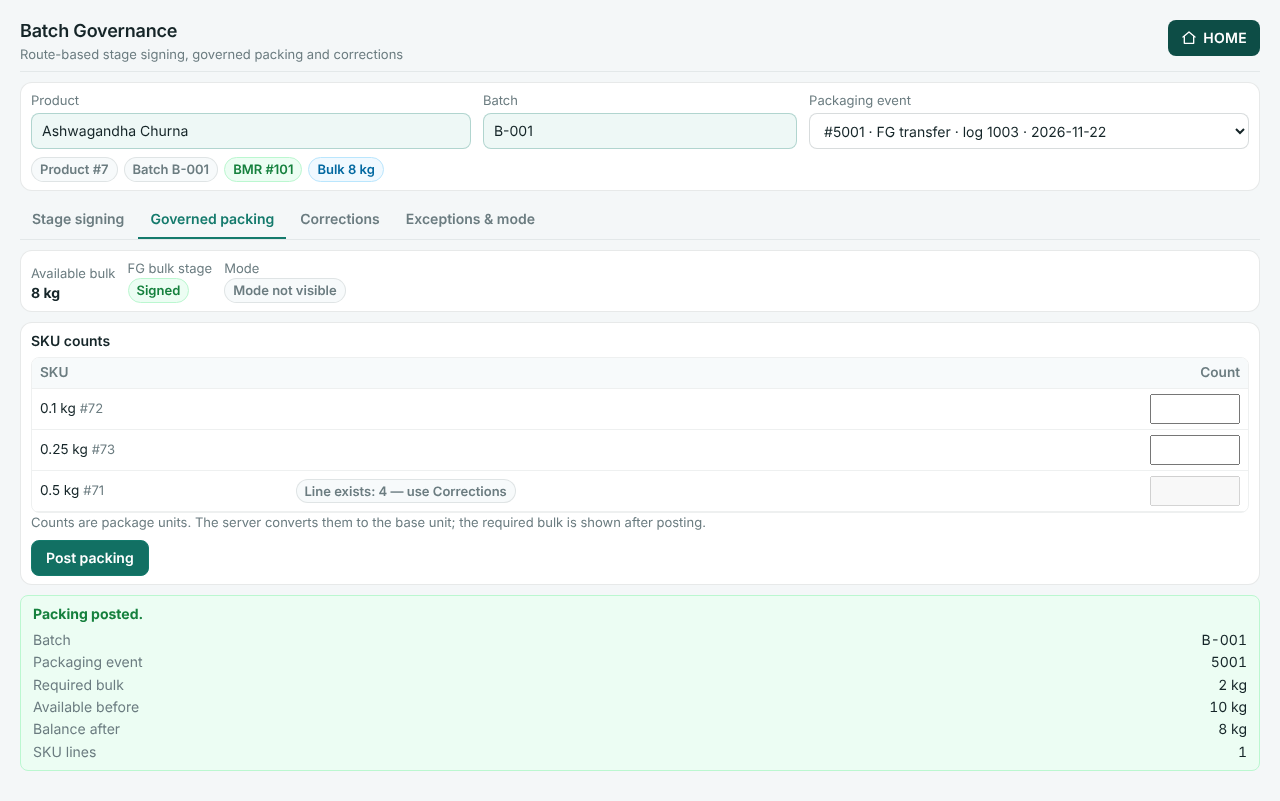 Batch Governance
Route-based stage signing, governed packing and corrections
HOME
Product
Batch
Packaging event
Ashwagandha Churna
B-001
#5001 · FG transfer · log 1003 · 2026-11-22
Product #7
Batch B-001
BMR #101
Bulk 8 kg
Stage signing
Governed packing
Corrections
Exceptions & mode
Available bulk
8 kg
FG bulk stage
Signed
Mode
Mode not visible
SKU counts
SKU
Count
0.1 kg #72
0.25 kg #73
0.5 kg #71
Line exists: 4 — use Corrections
Counts are package units. The server converts them to the base unit; the required bulk is shown after posting.
Post packing
Packing posted.
Batch B-001
Packaging event 5001
Required bulk 2 kg
Available before 10 kg
Balance after 8 kg
SKU lines 1